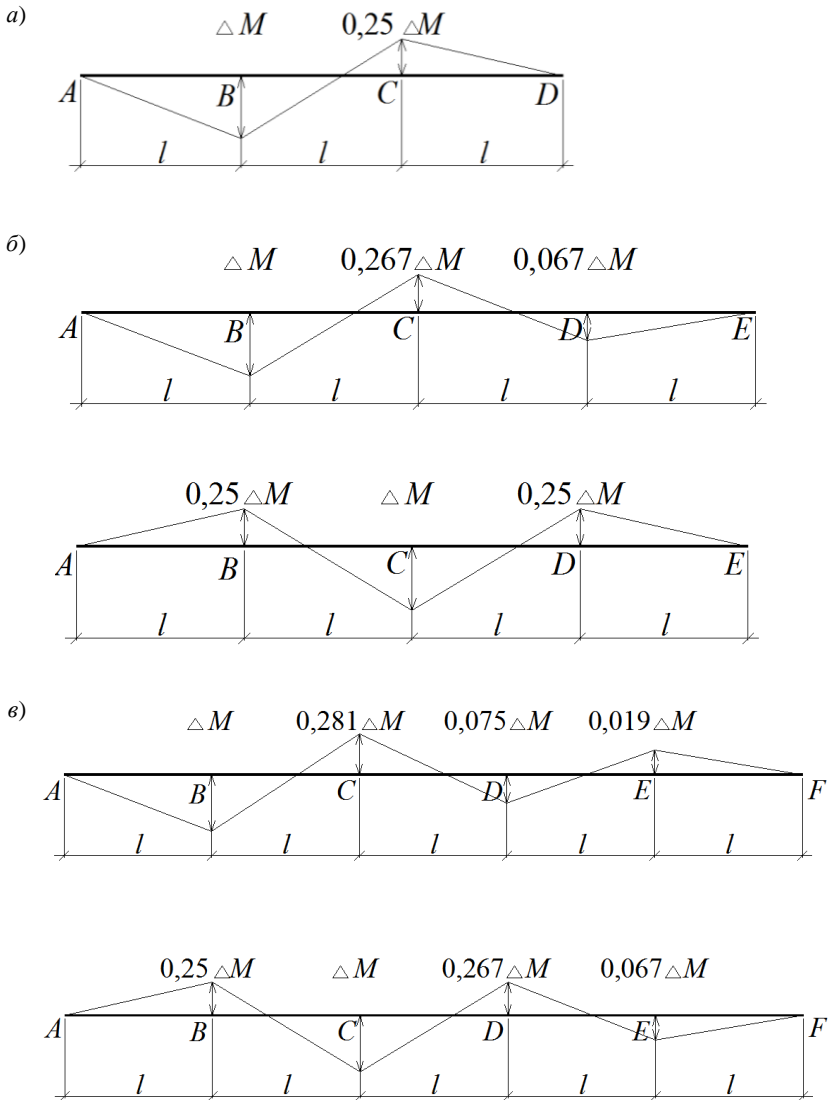 а)
△M 0,25△M
A B C D
l l l
б)
△M 0,267△M 0,067△M
A B C D E
l l l l
0,25△M △M 0,25△M
A B C D E
l l l l
в)
△M 0,281△M 0,075△M 0,019△M
A B C D E F
l l l l l
0,25△M △M 0,267△M 0,067△M
A B C D E F
l l l l l